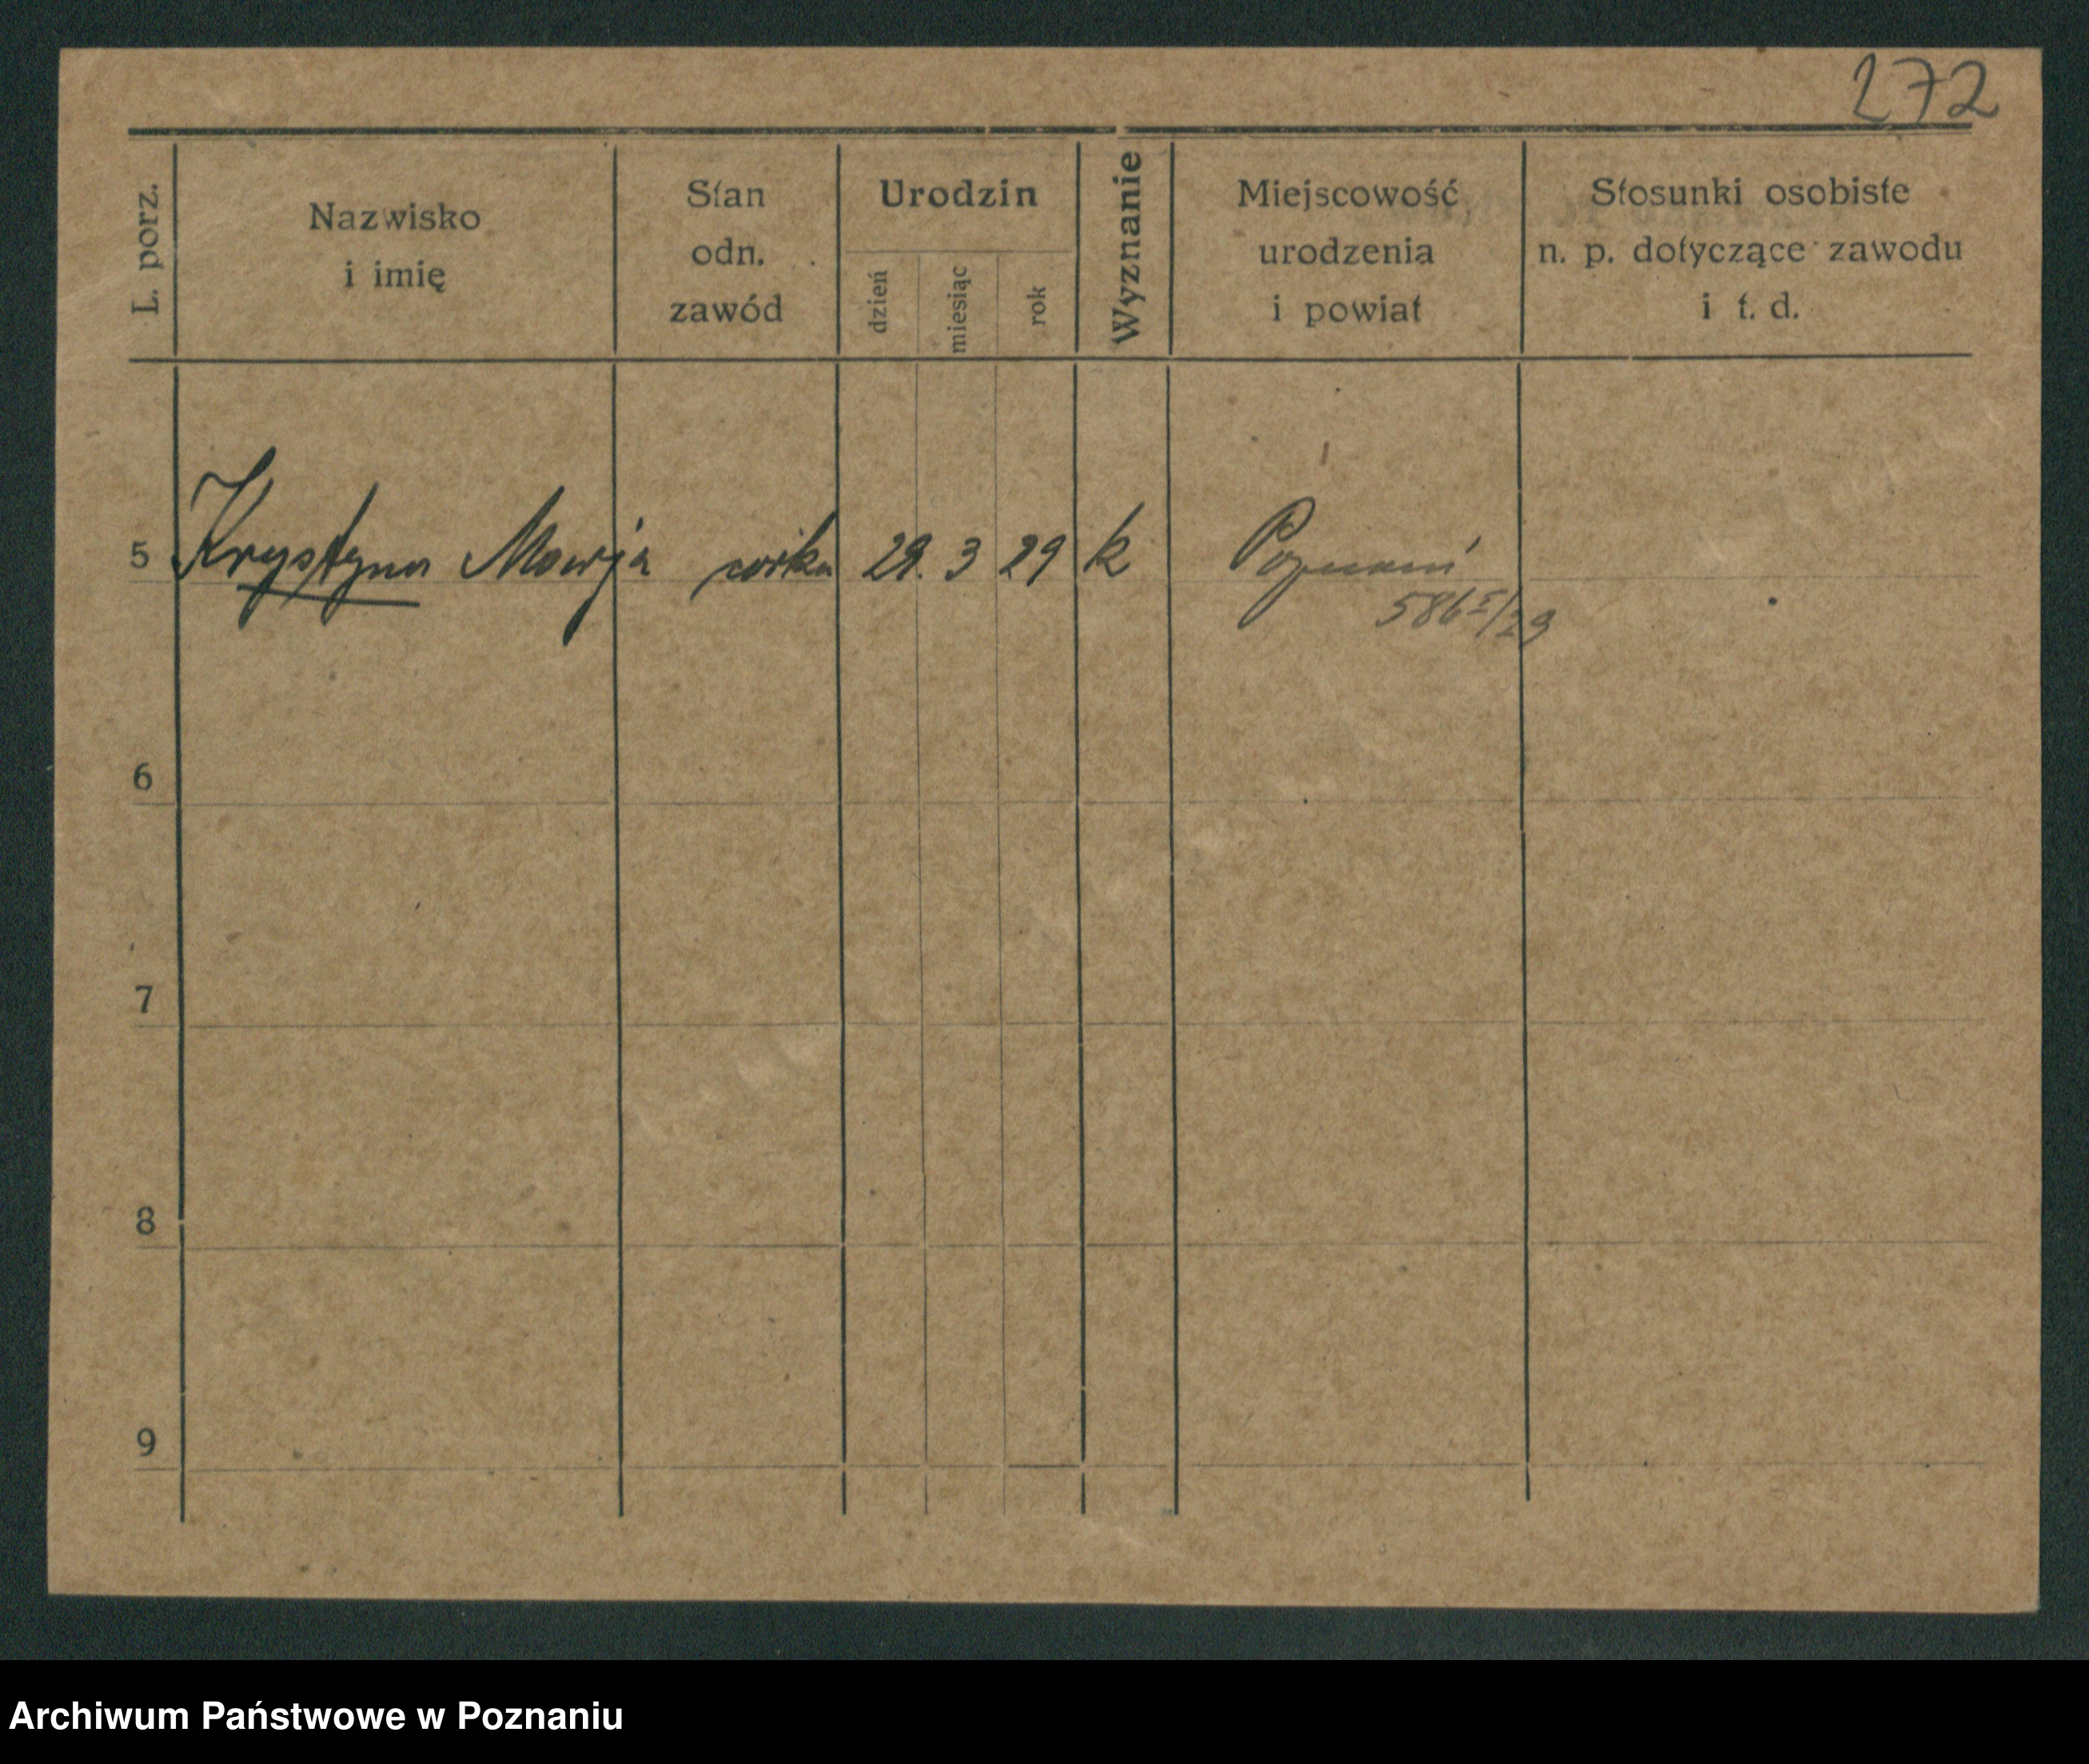 272
L. porz.
Nazwisko
i imię
Stan
odn.
zawód
Urodzin
dzień
miesiąc
rok
Wyznanie
Miejscowość
urodzenia
i powiat
Stosunki osobiste
n. p. dotyczące zawodu
i t. d.
5 Krystyna Marja córka 29. 3 29 k Poznań
586 I/29
6
7
8
9
Archiwum Państwowe w Poznaniu